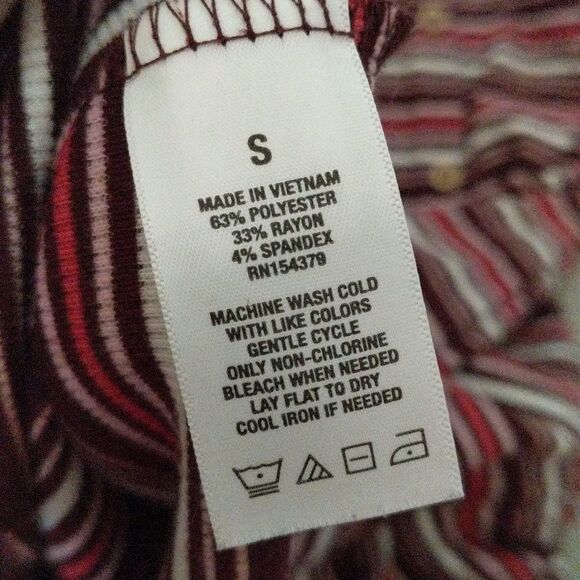 S
MADE IN VIETNAM
63% POLYESTER
33% RAYON
4% SPANDEX
RN154379
MACHINE WASH COLD
WITH LIKE COLORS
GENTLE CYCLE
ONLY NON-CHLORINE
BLEACH WHEN NEEDED
LAY FLAT TO DRY
COOL IRON IF NEEDED